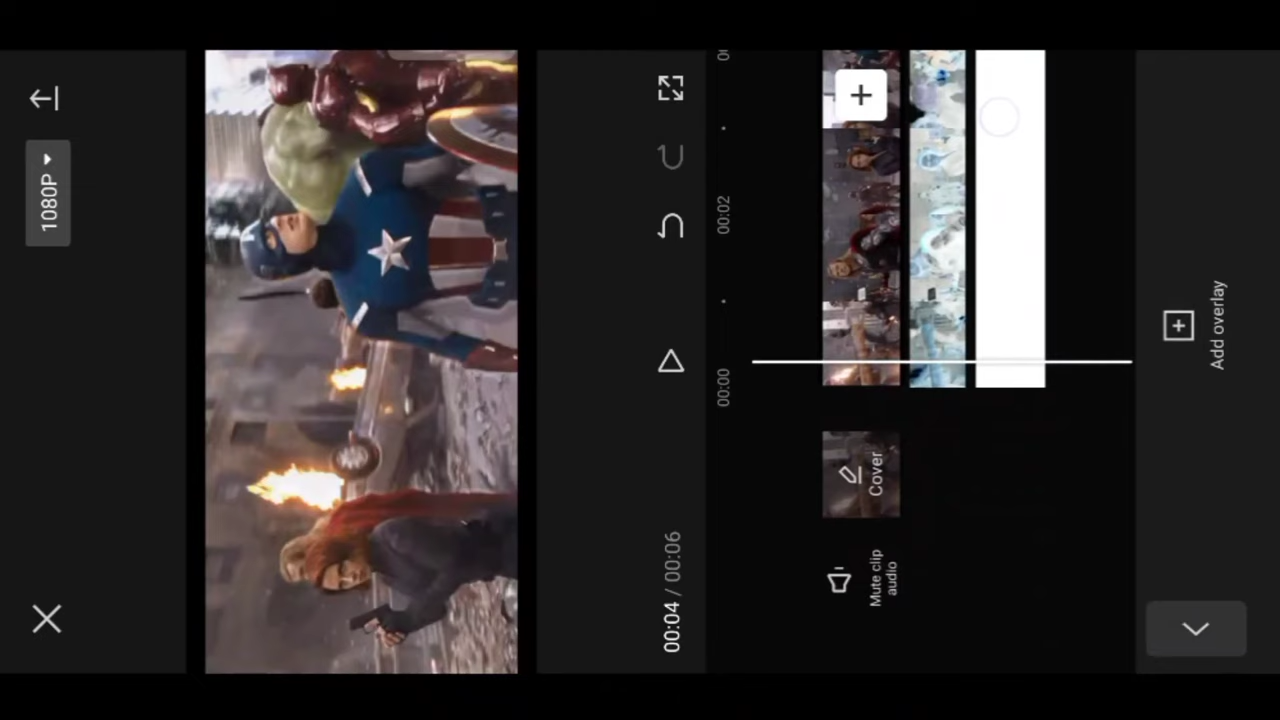 1080P
00:04 / 00:06
00:00
00:02
Cover
Mute clip
audio
Add overlay